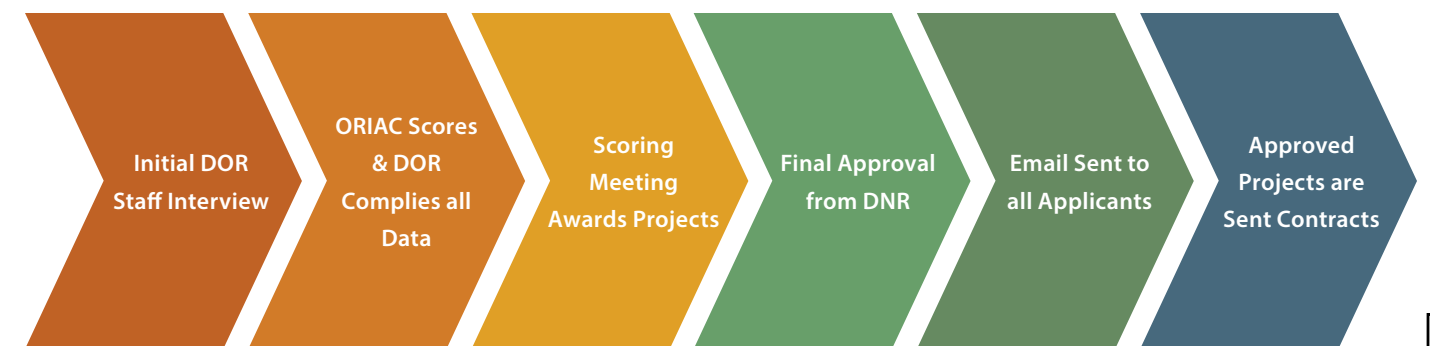 Initial DOR
Staff Interview
ORIAC Scores
& DOR
Complies all
Data
Scoring
Meeting
Awards Projects
Final Approval
from DNR
Email Sent to
all Applicants
Approved
Projects are
Sent Contracts